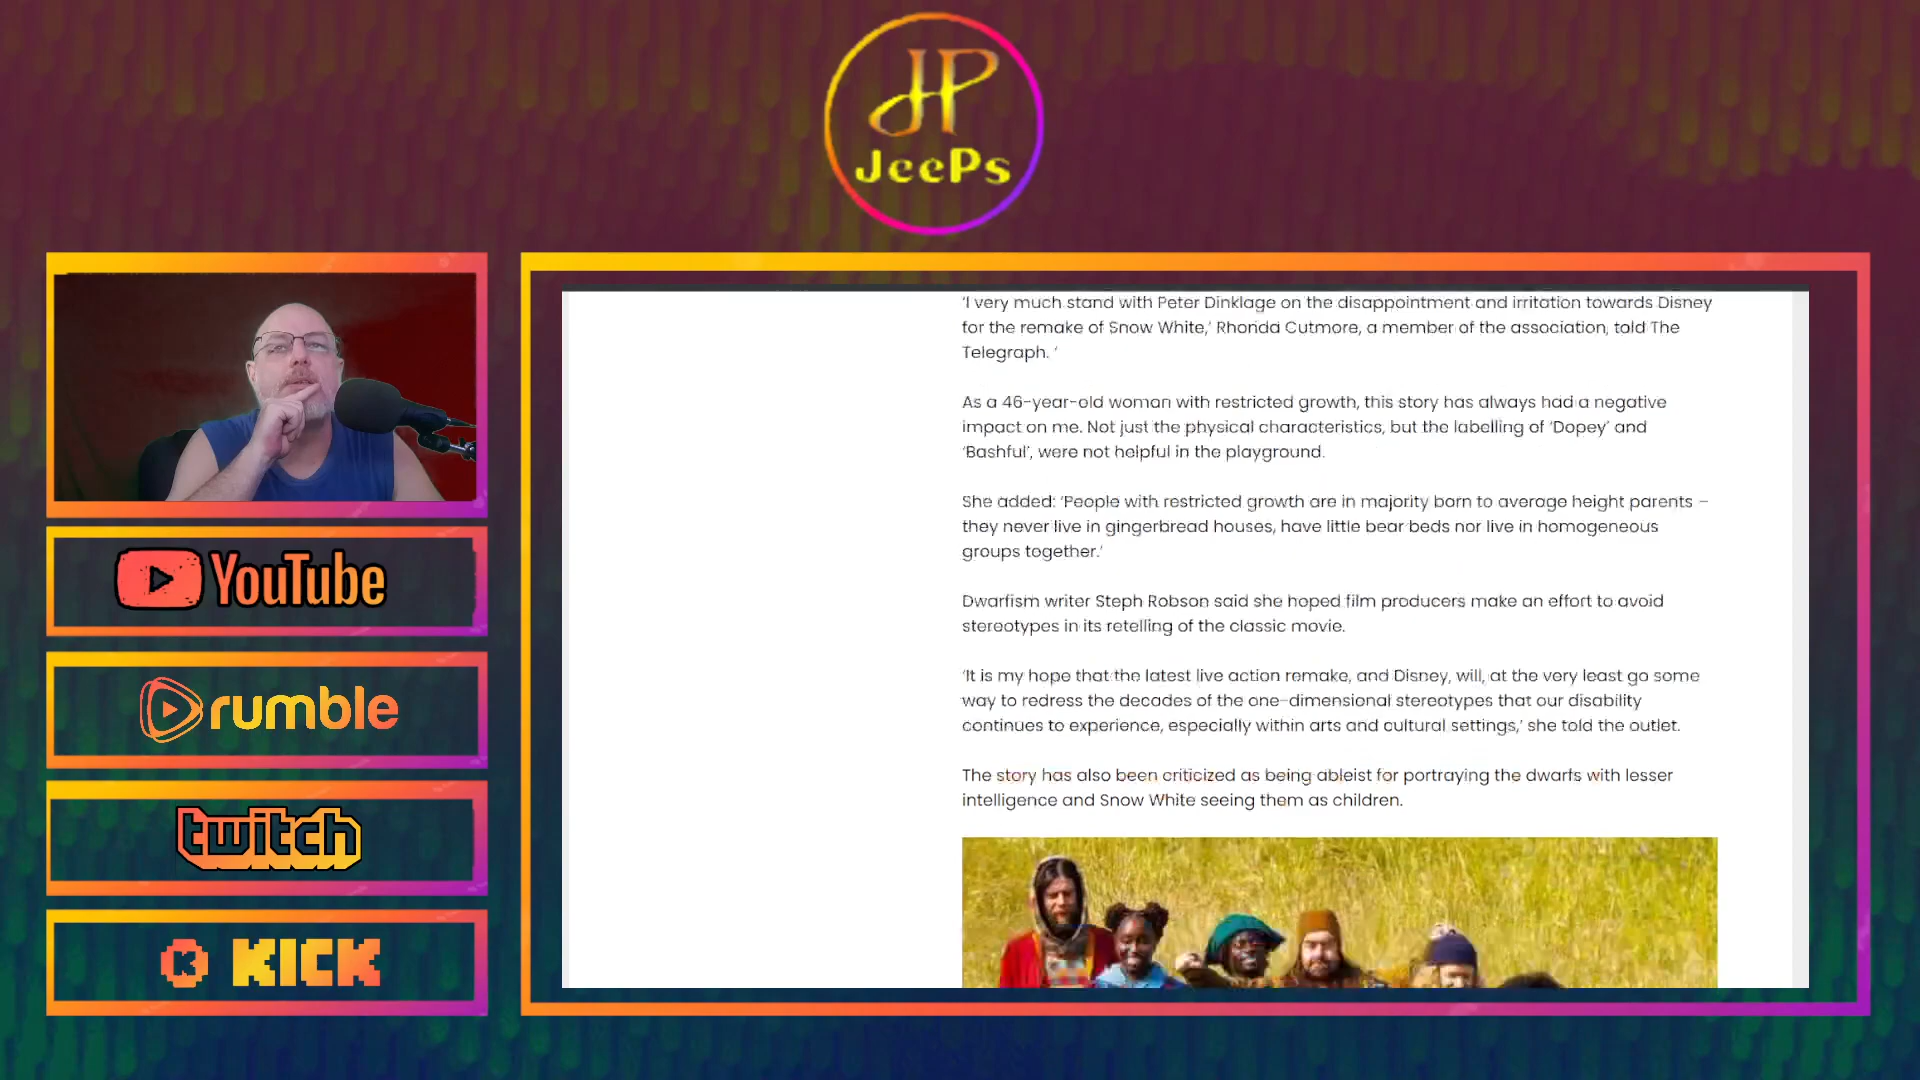 JP
JeePs
YouTube
rumble
twitch
K KICK
‘I very much stand with Peter Dinklage on the disappointment and irritation towards Disney
for the remake of Snow White,’ Rhonda Cutmore, a member of the association, told The
Telegraph. ‘
As a 46-year-old woman with restricted growth, this story has always had a negative
impact on me. Not just the physical characteristics, but the labelling of ‘Dopey’ and
‘Bashful’, were not helpful in the playground.
She added: ‘People with restricted growth are in majority born to average height parents –
they never live in gingerbread houses, have little bear beds nor live in homogeneous
groups together.’
Dwarfism writer Steph Robson said she hoped film producers make an effort to avoid
stereotypes in its retelling of the classic movie.
‘It is my hope that the latest live action remake, and Disney, will, at the very least go some
way to redress the decades of the one-dimensional stereotypes that our disability
continues to experience, especially within arts and cultural settings,’ she told the outlet.
The story has also been criticized as being ableist for portraying the dwarfs with lesser
intelligence and Snow White seeing them as children.